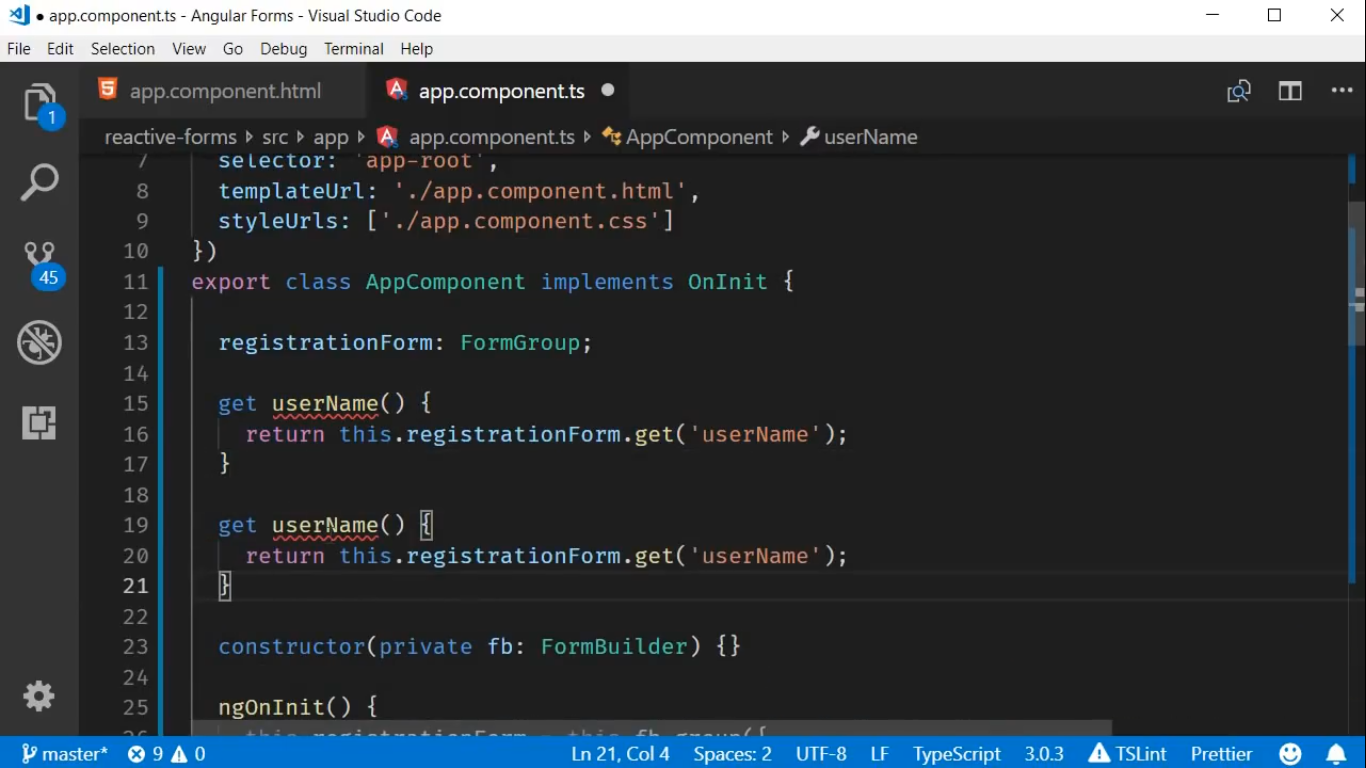 app.component.ts - Angular Forms - Visual Studio Code
File Edit Selection View Go Debug Terminal Help
app.component.html app.component.ts
1
reactive-forms src app app.component.ts AppComponent userName
7 selector: 'app-root',
8 templateUrl: './app.component.html',
9 styleUrls: ['./app.component.css']
10 })
45
11 export class AppComponent implements OnInit {
12
13 registrationForm: FormGroup;
14
15 get userName() {
16 return this.registrationForm.get('userName');
17 }
18
19 get userName() {
20 return this.registrationForm.get('userName');
21 }
22
23 constructor(private fb: FormBuilder) {}
24
25 ngOnInit() {
26 this.registrationForm = this.fb.group({
master* 9 0 Ln 21, Col 4 Spaces: 2 UTF-8 LF TypeScript 3.0.3 TSLint Prettier